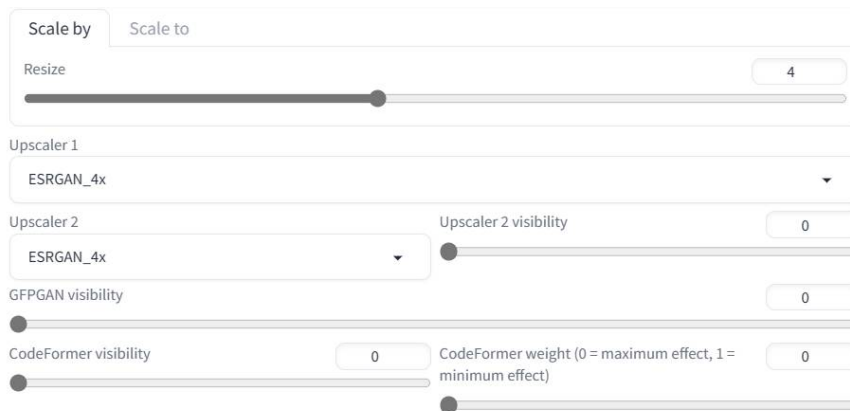 Scale by Scale to
Resize 4
Upscaler 1
ESRGAN_4x
Upscaler 2 Upscaler 2 visibility 0
ESRGAN_4x
GFPGAN visibility 0
CodeFormer visibility 0 CodeFormer weight (0 = maximum effect, 1 = 0
minimum effect)